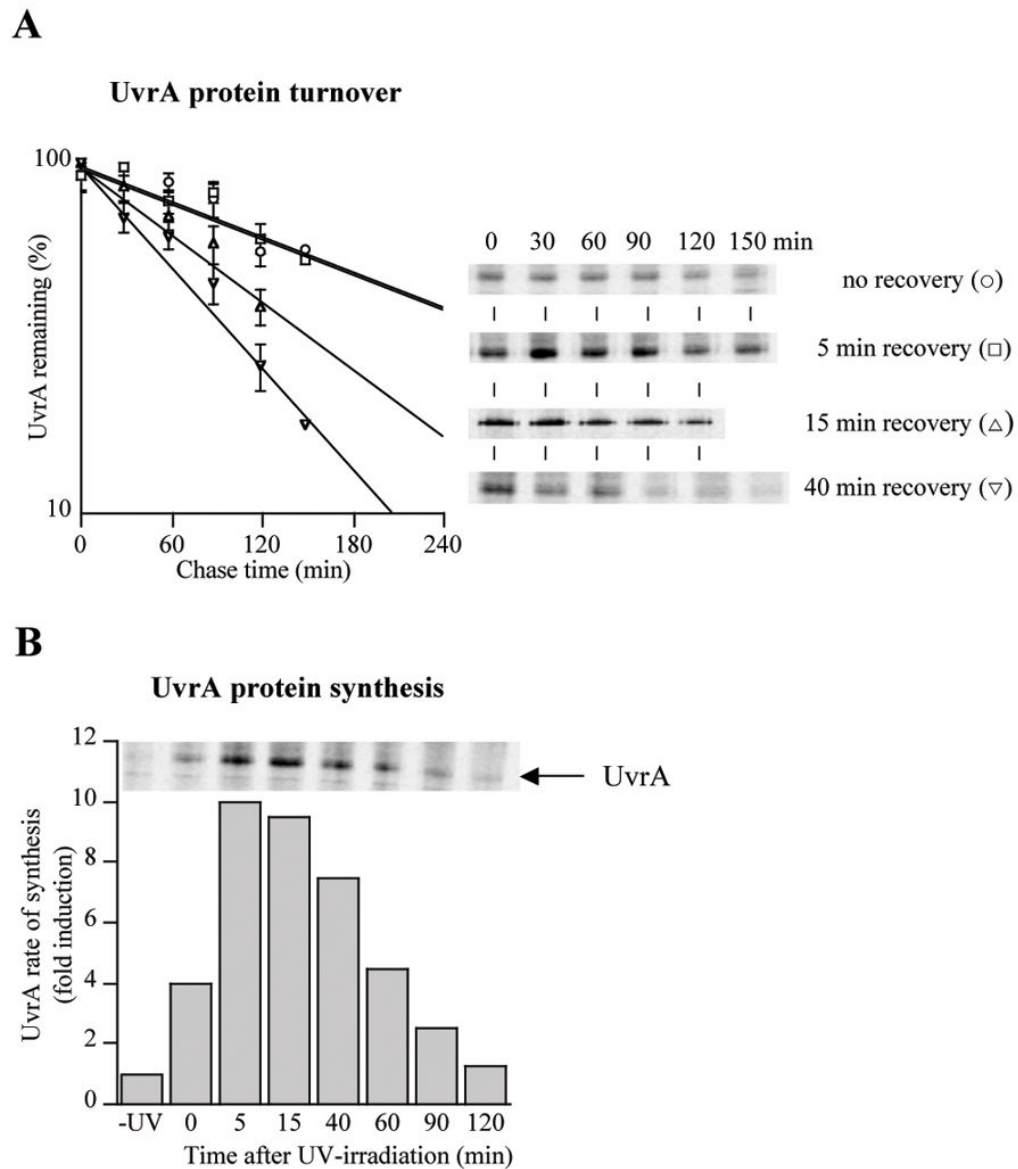 A
UvrA protein turnover
100
10
UvrA remaining (%)
0 60 120 180 240
Chase time (min)
0 30 60 90 120 150 min
no recovery (○)
5 min recovery (□)
15 min recovery (△)
40 min recovery (▽)
B
UvrA protein synthesis
12
10
8
6
4
2
0
UvrA rate of synthesis
(fold induction)
UvrA
-UV 0 5 15 40 60 90 120
Time after UV-irradiation (min)